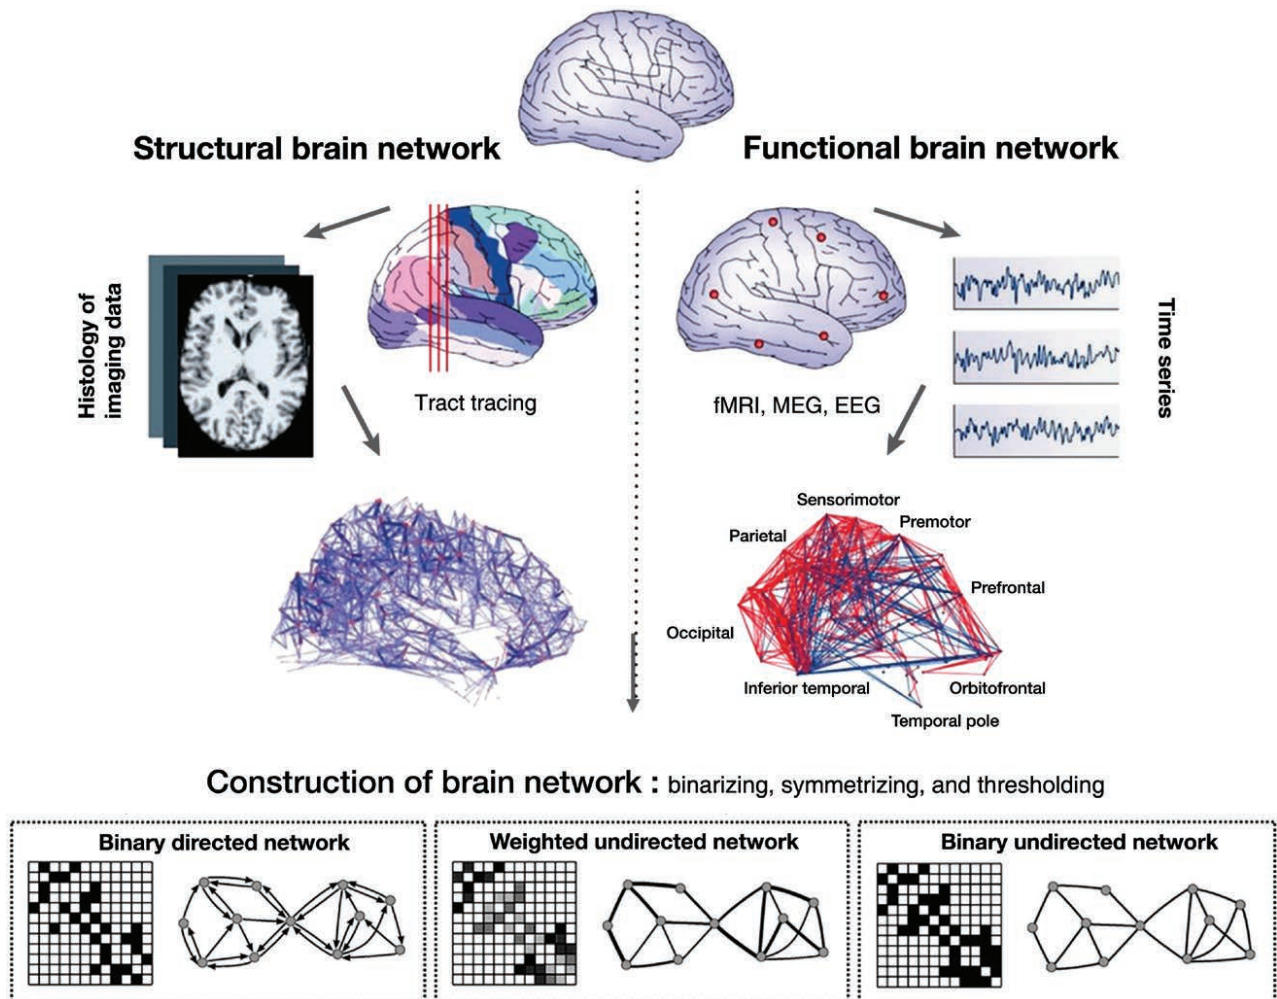 Structural brain network
Functional brain network
Histology of
imaging data
Tract tracing
fMRI, MEG, EEG
Time series
Sensorimotor
Premotor
Parietal
Prefrontal
Occipital
Inferior temporal
Orbitofrontal
Temporal pole
Construction of brain network : binarizing, symmetrizing, and thresholding
Binary directed network
Weighted undirected network
Binary undirected network